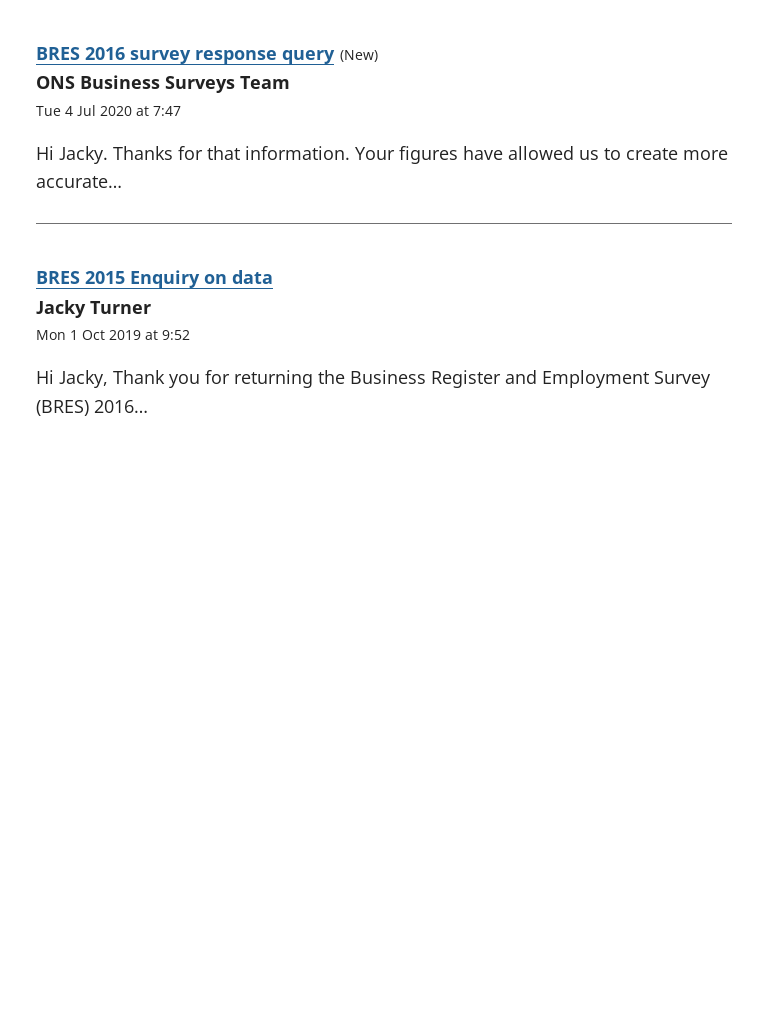 BRES 2016 survey response query (New)
ONS Business Surveys Team
Tue 4 Jul 2020 at 7:47
Hi Jacky. Thanks for that information. Your figures have allowed us to create more
accurate...
BRES 2015 Enquiry on data
Jacky Turner
Mon 1 Oct 2019 at 9:52
Hi Jacky, Thank you for returning the Business Register and Employment Survey
(BRES) 2016...